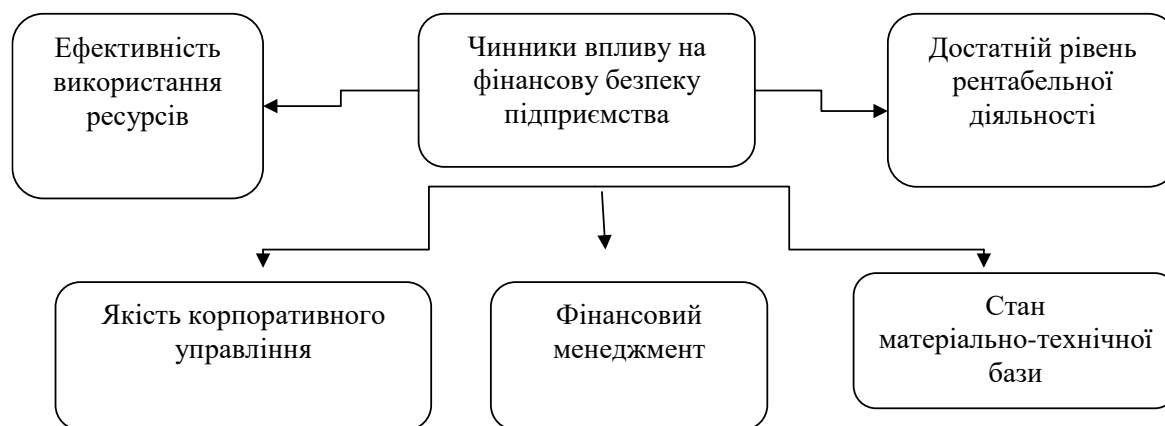 Ефективність
використання
ресурсів
Чинники впливу на
фінансову безпеку
підприємства
Достатній рівень
рентабельної
діяльності
Якість корпоративного
управління
Фінансовий
менеджмент
Стан
матеріально-технічної
бази